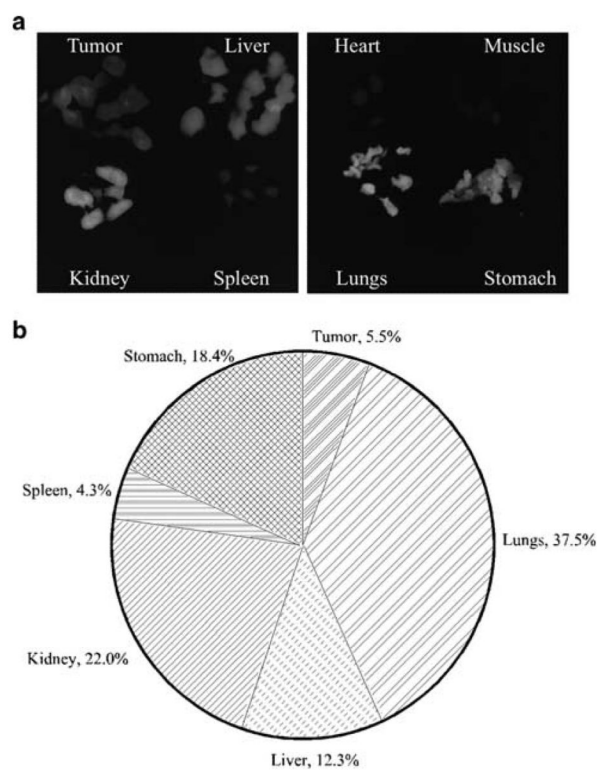 a
Tumor Liver
Kidney Spleen
Heart Muscle
Lungs Stomach
b
Tumor, 5.5%
Stomach, 18.4%
Spleen, 4.3%
Lungs, 37.5%
Kidney, 22.0%
Liver, 12.3%